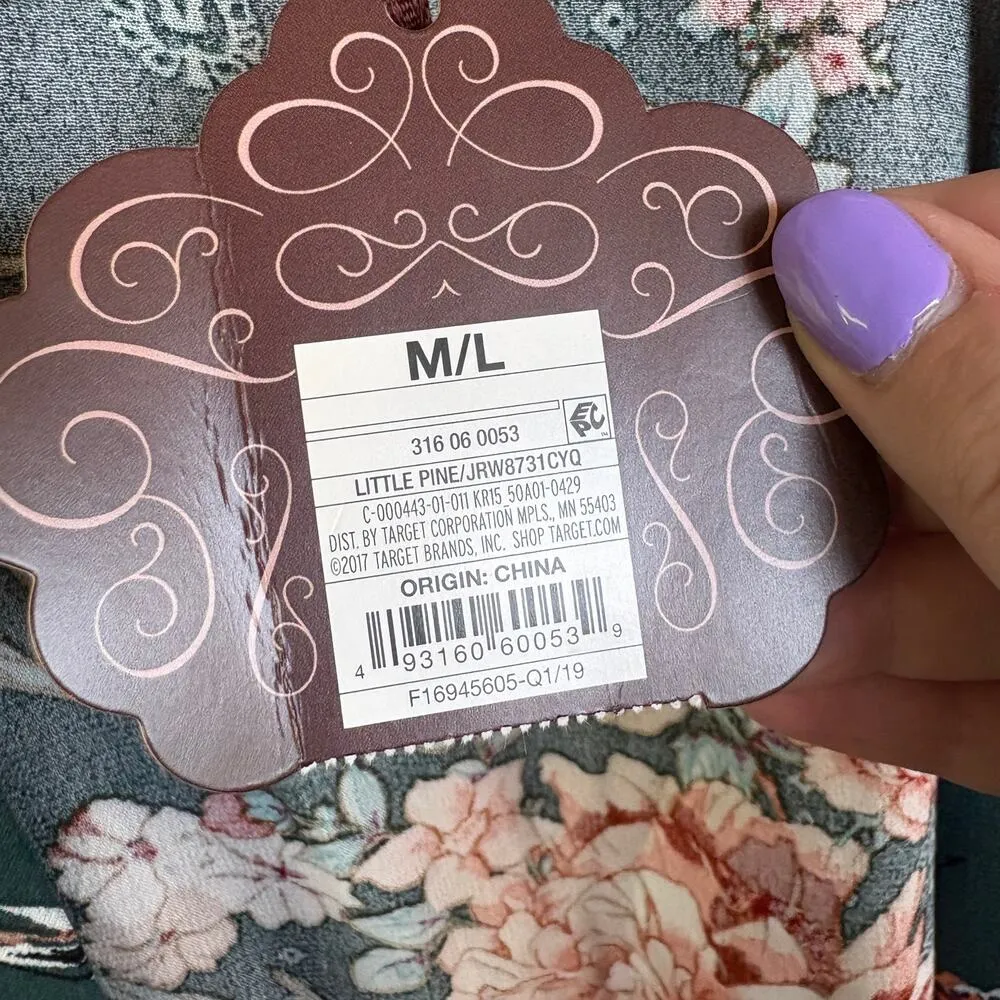 M/L
EPC™
316 06 0053
LITTLE PINE/JRW8731CYQ
C-000443-01-011 KR15 50A01-0429
DIST. BY TARGET CORPORATION MPLS., MN 55403
©2017 TARGET BRANDS, INC. SHOP TARGET.COM
ORIGIN: CHINA
4 93160 60053 9
F16945605-Q1/19